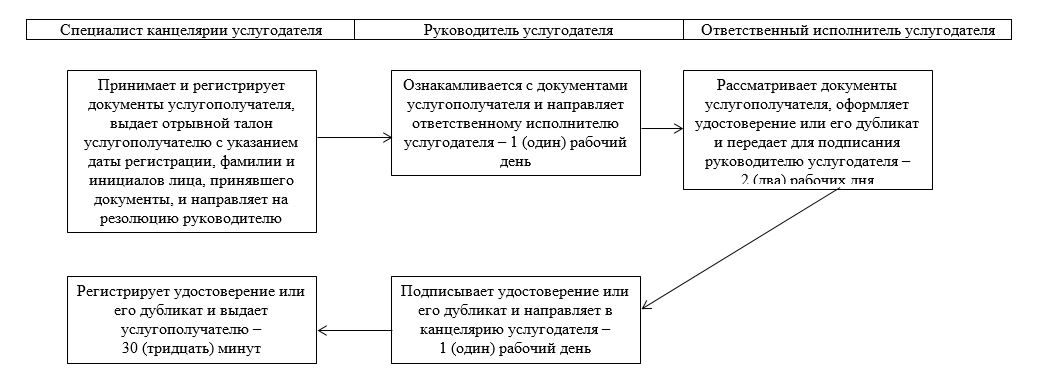 Специалист канцелярии услугодателя
Руководитель услугодателя
Ответственный исполнитель услугодателя
Принимает и регистрирует
документы услугополучателя,
выдает отрывной талон
услугополучателю с указанием
даты регистрации, фамилии и
инициалов лица, принявшего
документы, и направляет на
резолюцию руководителю
Ознакамливается с документами
услугополучателя и направляет
ответственному исполнителю
услугодателя – 1 (один) рабочий
день
Рассматривает документы
услугополучателя, оформляет
удостоверение или его дубликат
и передает для подписания
руководителю услугодателя –
2 (два) рабочих дня
Регистрирует удостоверение или
его дубликат и выдает
услугополучателю –
30 (тридцать) минут
Подписывает удостоверение или
его дубликат и направляет в
канцелярию услугодателя –
1 (один) рабочий день